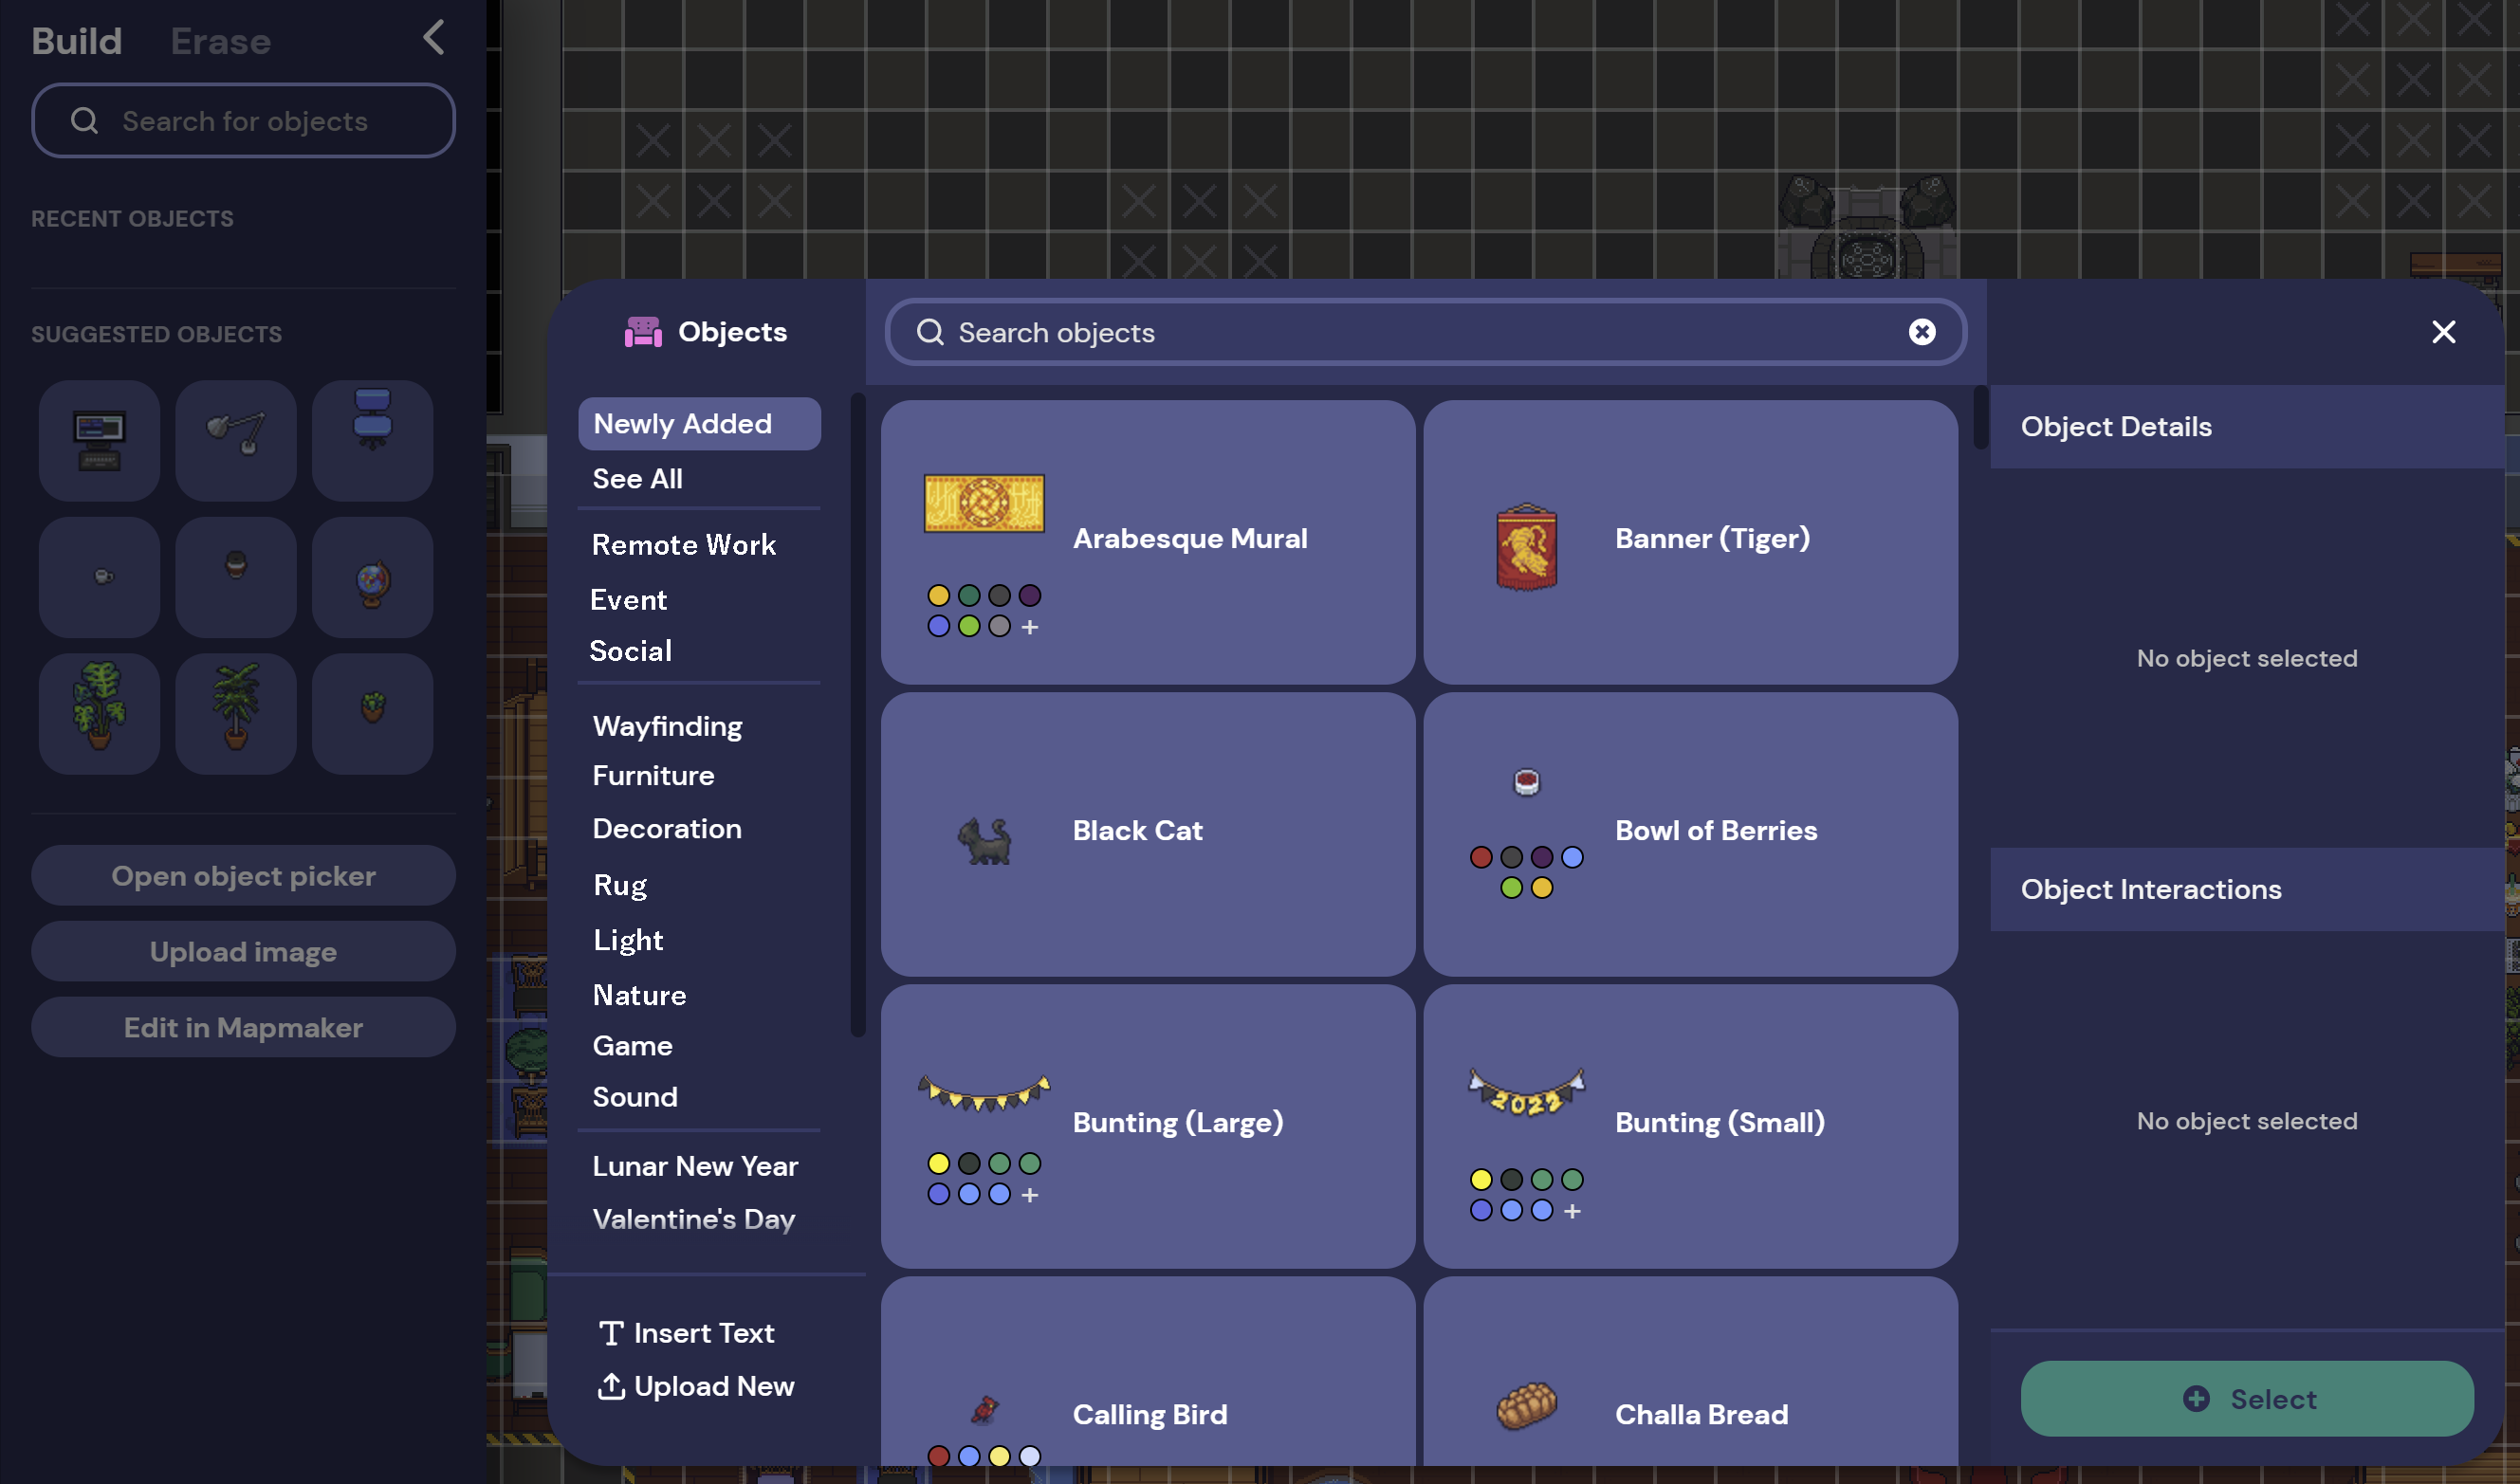 Build
Erase
Search for objects
RECENT OBJECTS
SUGGESTED OBJECTS
Open object picker
Upload image
Edit in Mapmaker
Objects
Newly Added
See All
Remote Work
Event
Social
Wayfinding
Furniture
Decoration
Rug
Light
Nature
Game
Sound
Lunar New Year
Valentine's Day
Insert Text
Upload New
Search objects
Arabesque Mural
Banner (Tiger)
Black Cat
Bowl of Berries
Bunting (Large)
2022
Bunting (Small)
Calling Bird
Challa Bread
Object Details
No object selected
Object Interactions
No object selected
Select